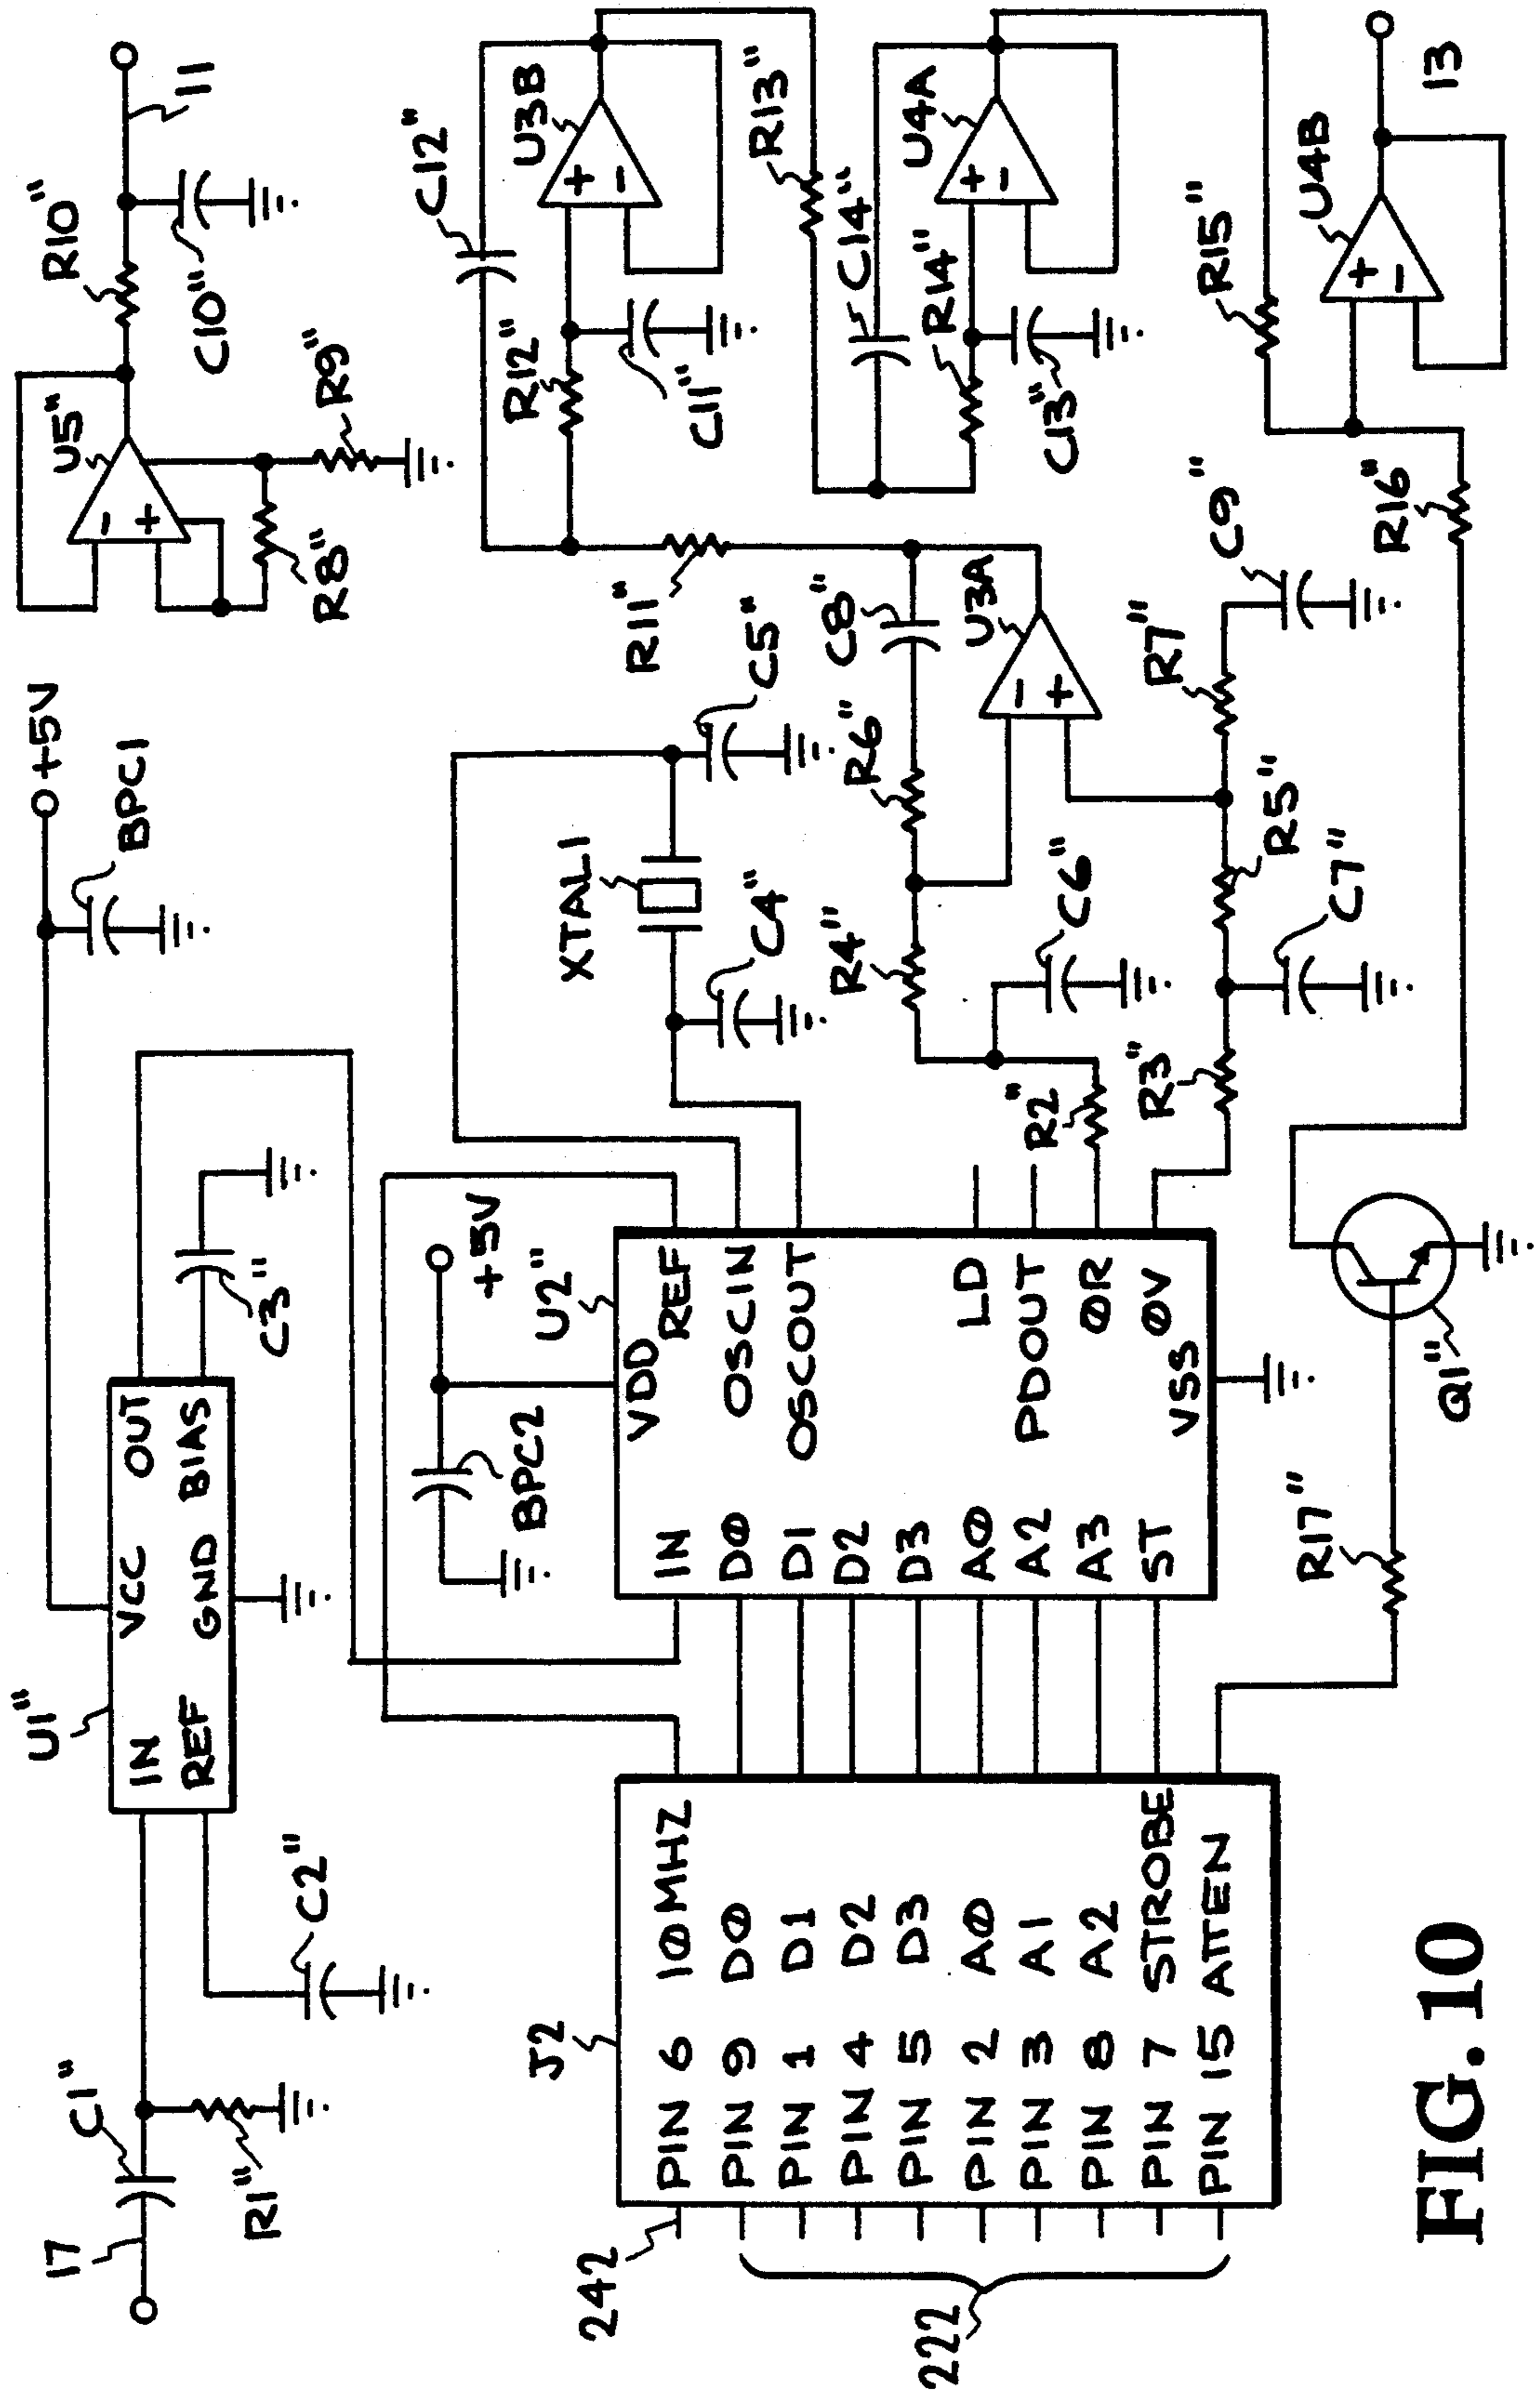 17
C1"
R1"
C2"
U1"
IN VCC OUT
REF GND BIAS
C3"
+5V
BPC1
U5"
-
+
R8"
R9"
R10"
C10"
11
242
222
J2
PIN 6 10MHZ
PIN 9 D0
PIN 1 D1
PIN 4 D2
PIN 5 D3
PIN 2 A0
PIN 3 A1
PIN 8 A2
PIN 7 STROBE
PIN 15 ATTEN
BPC2
+5V
U2"
VDD
IN REF
D0 OSCIN
D1 OSCOUT
D2
D3
A0 LD
A2 PDOUT
A3 ØR
ST ØV
VSS
XTAL1
C4"
C5"
R2"
R3"
R4"
C6"
R5"
C7"
R6"
C8"
U3A
-
+
R7"
C9"
R11"
R12"
C11"
C12"
U3B
+
-
R13"
C14"
R14"
C13"
U4A
+
-
R15"
R16"
U4B
+
-
13
R17"
Q1"
FIG. 10